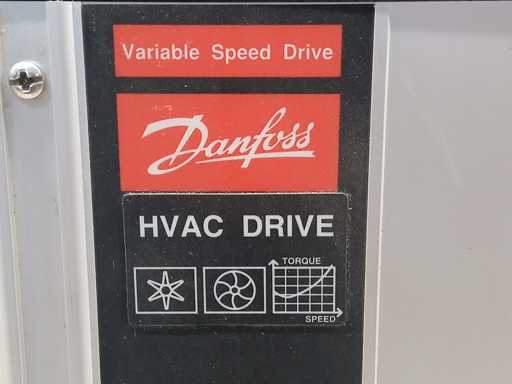 Variable Speed Drive
Danfoss
HVAC DRIVE
TORQUE
SPEED